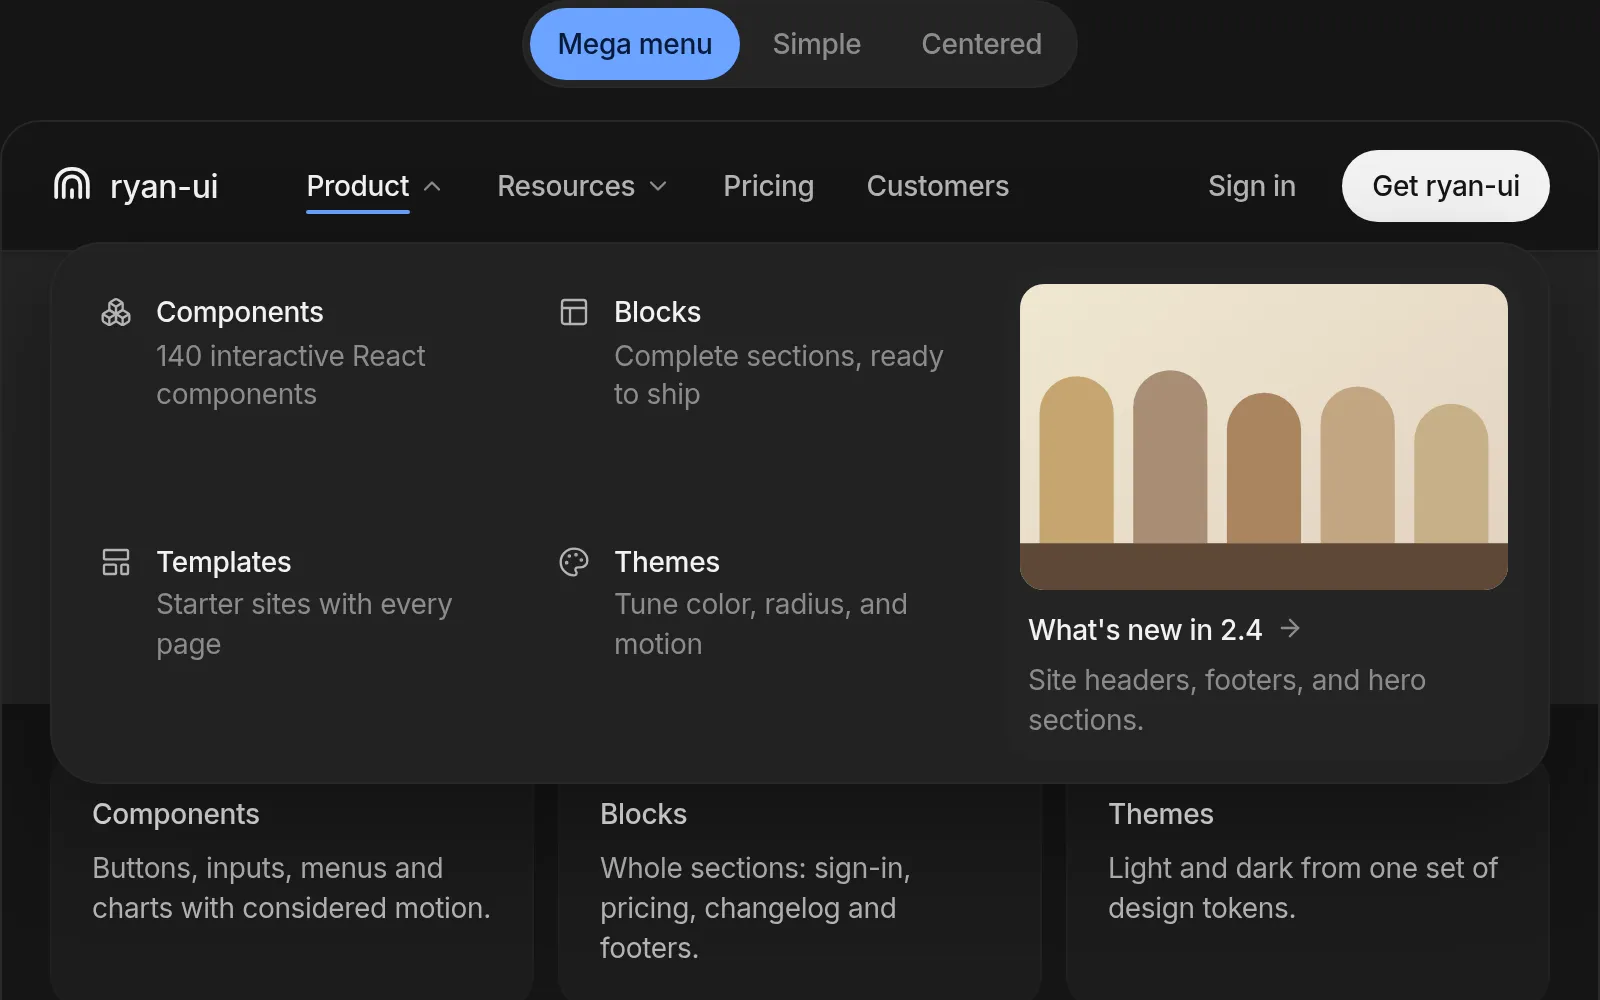 Mega menu
Simple
Centered
ryan-ui
Product
Resources
Pricing
Customers
Sign in
Get ryan-ui
Components
140 interactive React
components
Blocks
Complete sections, ready
to ship
Templates
Starter sites with every
page
Themes
Tune color, radius, and
motion
What's new in 2.4
Site headers, footers, and hero
sections.
Components
Buttons, inputs, menus and
charts with considered motion.
Blocks
Whole sections: sign-in,
pricing, changelog and
footers.
Themes
Light and dark from one set of
design tokens.